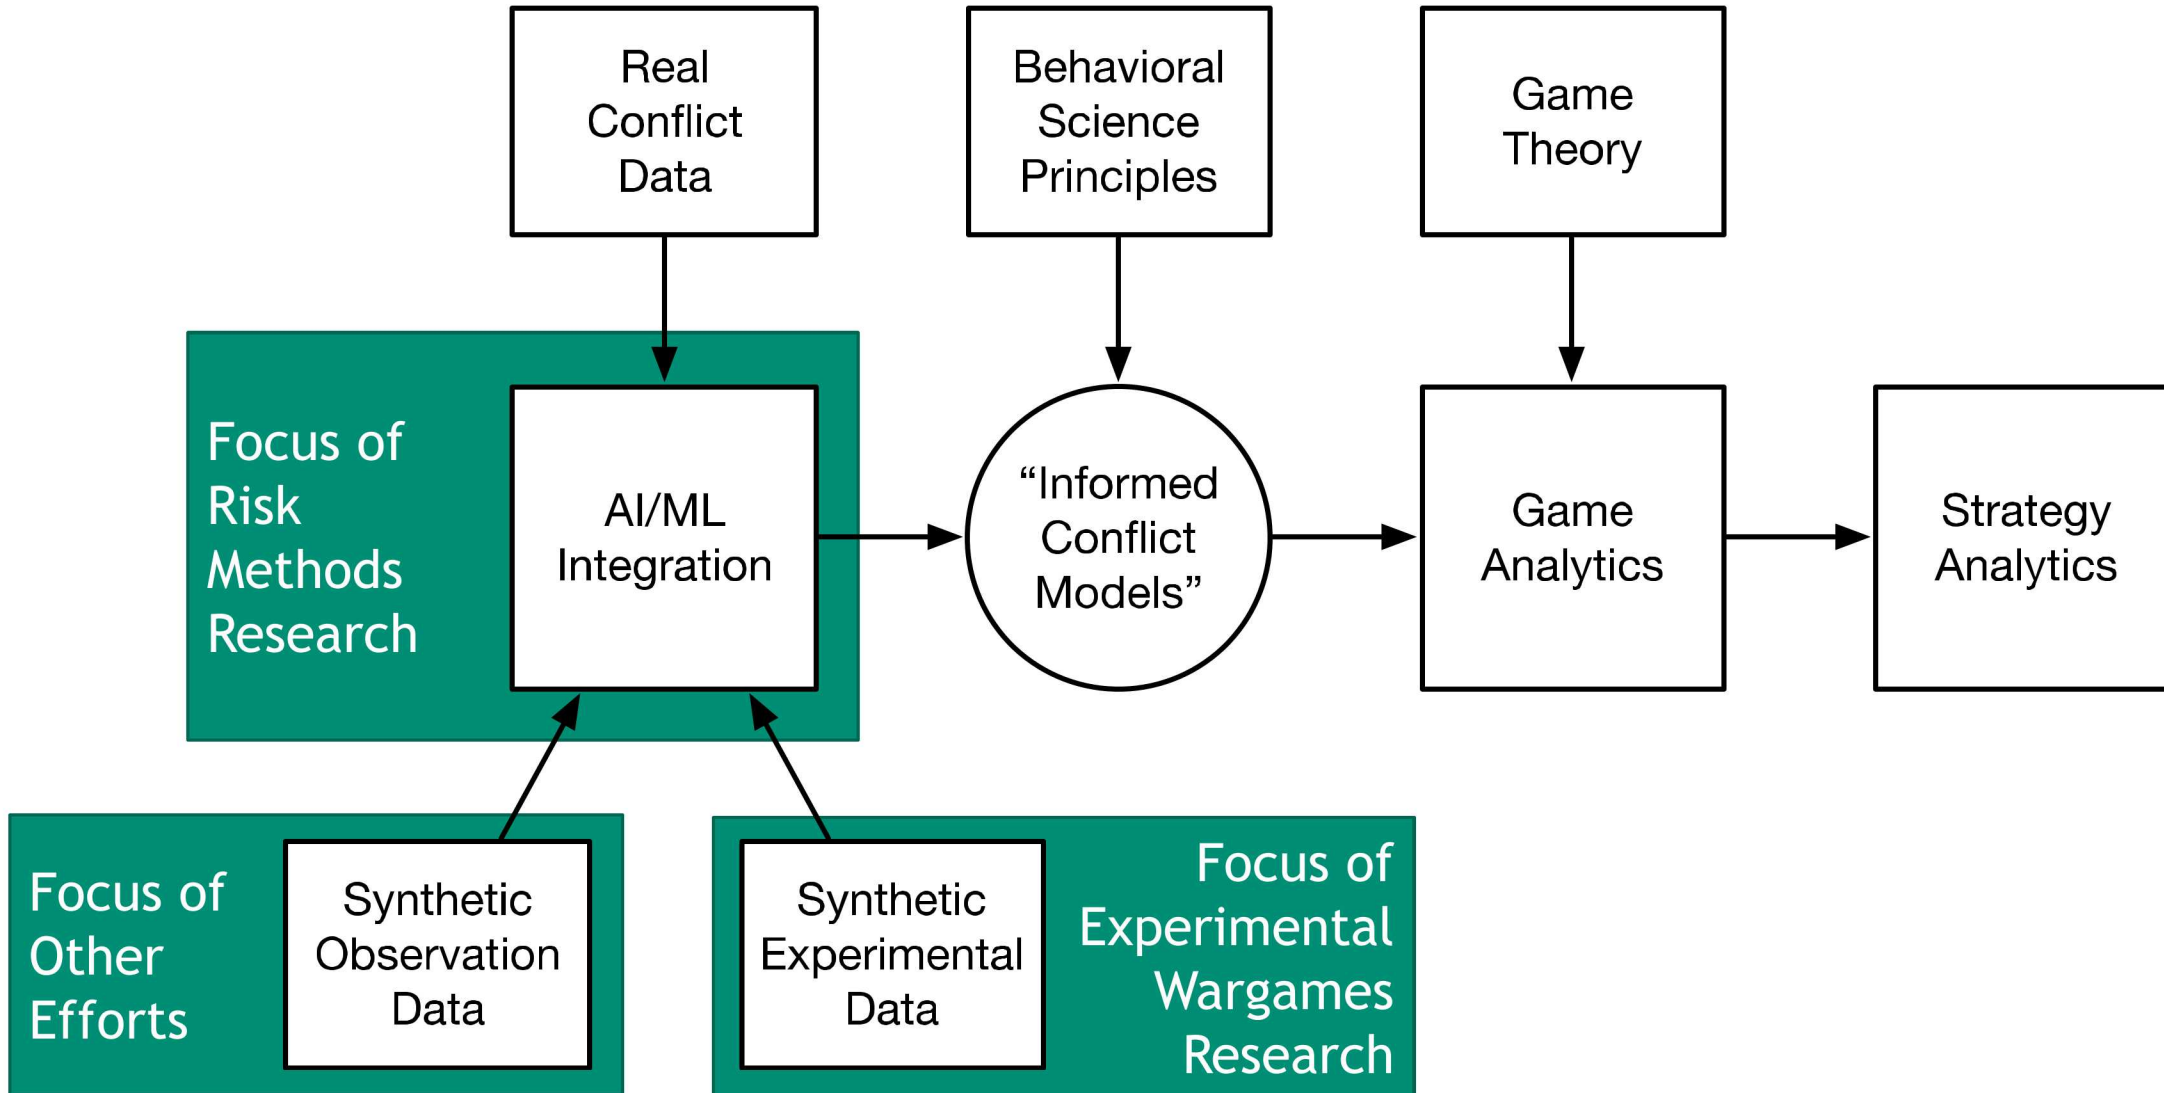 Real
Conflict
Data
Behavioral
Science
Principles
Game
Theory
Focus of
Risk
Methods
Research
AI/ML
Integration
“Informed
Conflict
Models”
Game
Analytics
Strategy
Analytics
Focus of
Other
Efforts
Synthetic
Observation
Data
Synthetic
Experimental
Data
Focus of
Experimental
Wargames
Research